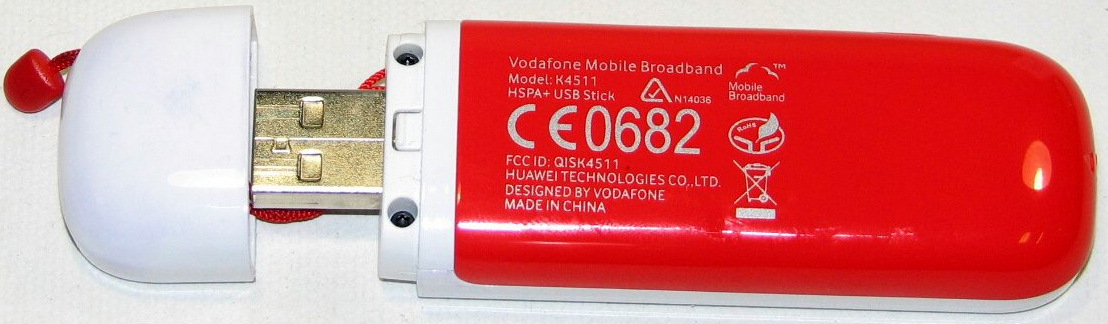 Vodafone Mobile Broadband
Model: K4511
HSPA+ USB Stick
N14036
TM
Mobile
Broadband
CE0682
RoHS
FCC ID: QISK4511
HUAWEI TECHNOLOGIES CO.,LTD.
DESIGNED BY VODAFONE
MADE IN CHINA